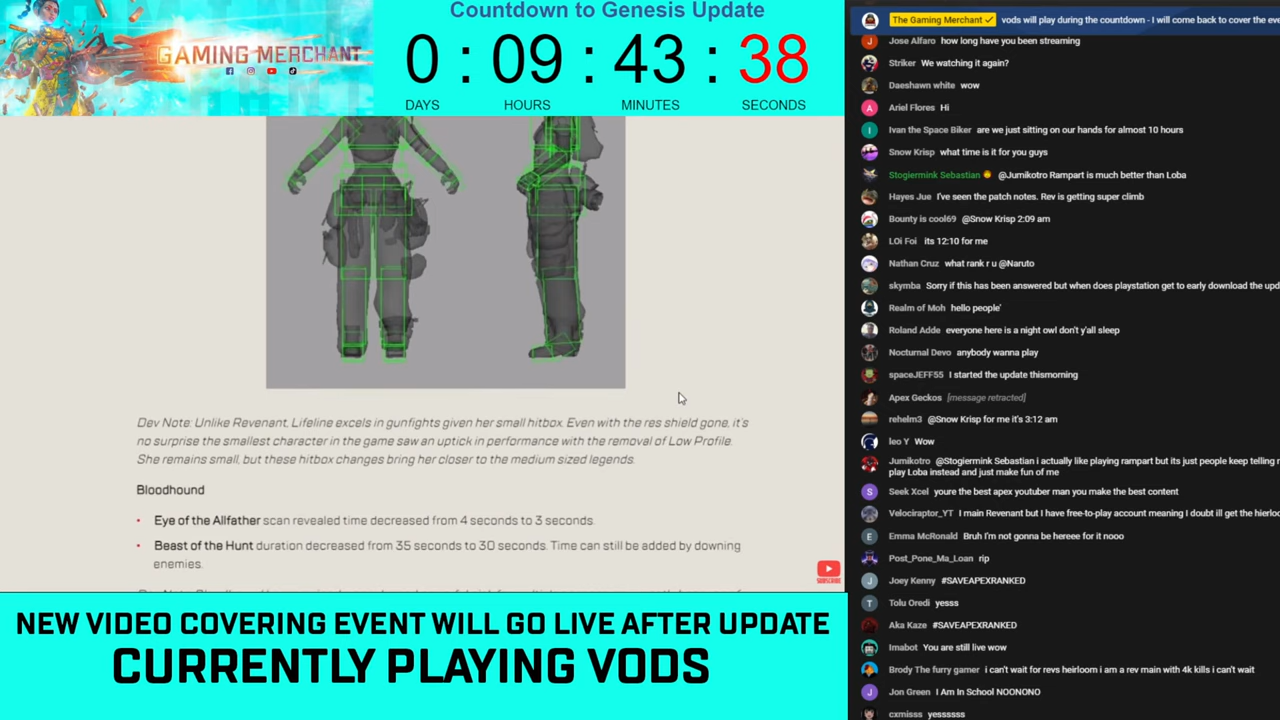 GAMING MERCHANT
Countdown to Genesis Update
0 : 09 : 43 : 38
DAYS HOURS MINUTES SECONDS
Dev Note: Unlike Revenant, Lifeline excels in gunfights given her small hitbox. Even with the res shield gone, it's
no surprise the smallest character in the game saw an uptick in performance with the removal of Low Profile.
She remains small, but these hitbox changes bring her closer to the medium sized legends.
Bloodhound
• Eye of the Allfather scan revealed time decreased from 4 seconds to 3 seconds.
• Beast of the Hunt duration decreased from 35 seconds to 30 seconds. Time can still be added by downing
enemies.
SUBSCRIBE
NEW VIDEO COVERING EVENT WILL GO LIVE AFTER UPDATE
CURRENTLY PLAYING VODS
The Gaming Merchant vods will play during the countdown - I will come back to cover the eve
Jose Alfaro how long have you been streaming
Striker We watching it again?
Daeshawn white wow
Ariel Flores Hi
Ivan the Space Biker are we just sitting on our hands for almost 10 hours
Snow Krisp what time is it for you guys
Stogiermink Sebastian @Jumikotro Rampart is much better than Loba
Hayes Jue I've seen the patch notes. Rev is getting super climb
Bounty is cool69 @Snow Krisp 2:09 am
LOi Foi its 12:10 for me
Nathan Cruz what rank r u @Naruto
skymba Sorry if this has been answered but when does playstation get to early download the upd
Realm of Moh hello people'
Roland Adde everyone here is a night owl don't y'all sleep
Nocturnal Devo anybody wanna play
spaceJEFF55 I started the update thismorning
Apex Geckos [message retracted]
rehelm3 @Snow Krisp for me it's 3:12 am
leo Y Wow
Jumikotro @Stogiermink Sebastian i actually like playing rampart but its just people keep telling
play Loba instead and just make fun of me
Seek Xcel youre the best apex youtuber man you make the best content
Velociraptor_YT I main Revenant but I have free-to-play account meaning I doubt ill get the hierloo
Emma McRonald Bruh I'm not gonna be hereee for it nooo
Post_Pone_Ma_Loan rip
Joey Kenny #SAVEAPEXRANKED
Tolu Oredi yesss
Aka Kaze #SAVEAPEXRANKED
Imabot You are still live wow
Brody The furry gamer i can't wait for revs heirloom i am a rev main with 4k kills i can't wait
Jon Green I Am In School NOONONO
cxmisss yessssss